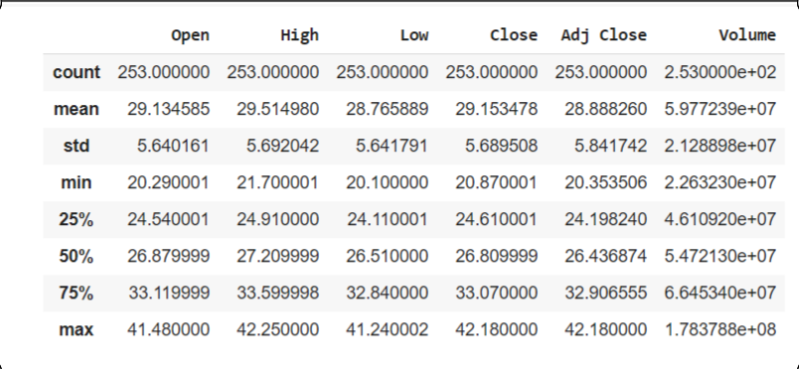 Open High Low Close Adj Close Volume
count 253.000000 253.000000 253.000000 253.000000 253.000000 2.530000e+02
mean 29.134585 29.514980 28.765889 29.153478 28.888260 5.977239e+07
std 5.640161 5.692042 5.641791 5.689508 5.841742 2.128898e+07
min 20.290001 21.700001 20.100000 20.870001 20.353506 2.263230e+07
25% 24.540001 24.910000 24.110001 24.610001 24.198240 4.610920e+07
50% 26.879999 27.209999 26.510000 26.809999 26.436874 5.472130e+07
75% 33.119999 33.599998 32.840000 33.070000 32.906555 6.645340e+07
max 41.480000 42.250000 41.240002 42.180000 42.180000 1.783788e+08